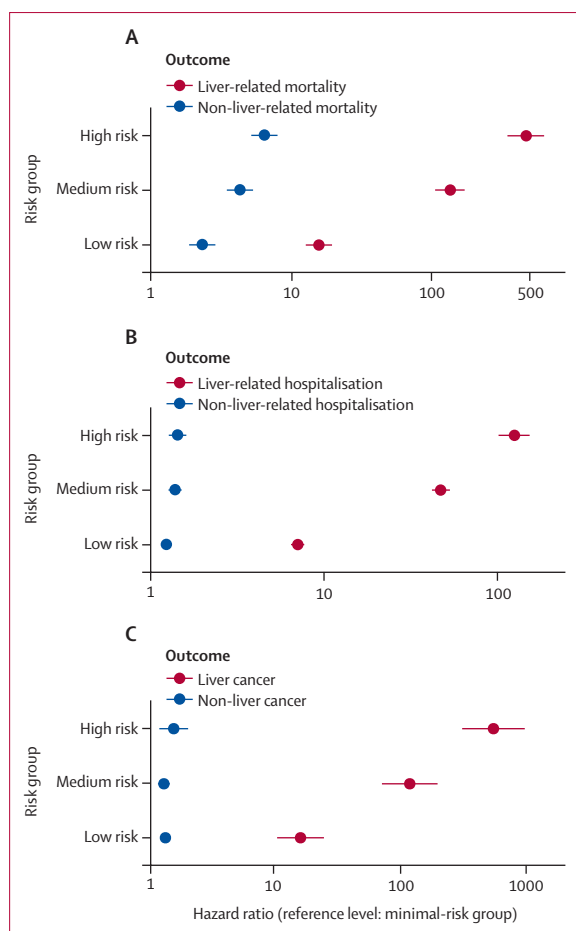 A
Outcome
Liver-related mortality
Non-liver-related mortality
Risk group
High risk
Medium risk
Low risk
1 10 100 500
B
Outcome
Liver-related hospitalisation
Non-liver-related hospitalisation
Risk group
High risk
Medium risk
Low risk
1 10 100
C
Outcome
Liver cancer
Non-liver cancer
Risk group
High risk
Medium risk
Low risk
1 10 100 1000
Hazard ratio (reference level: minimal-risk group)